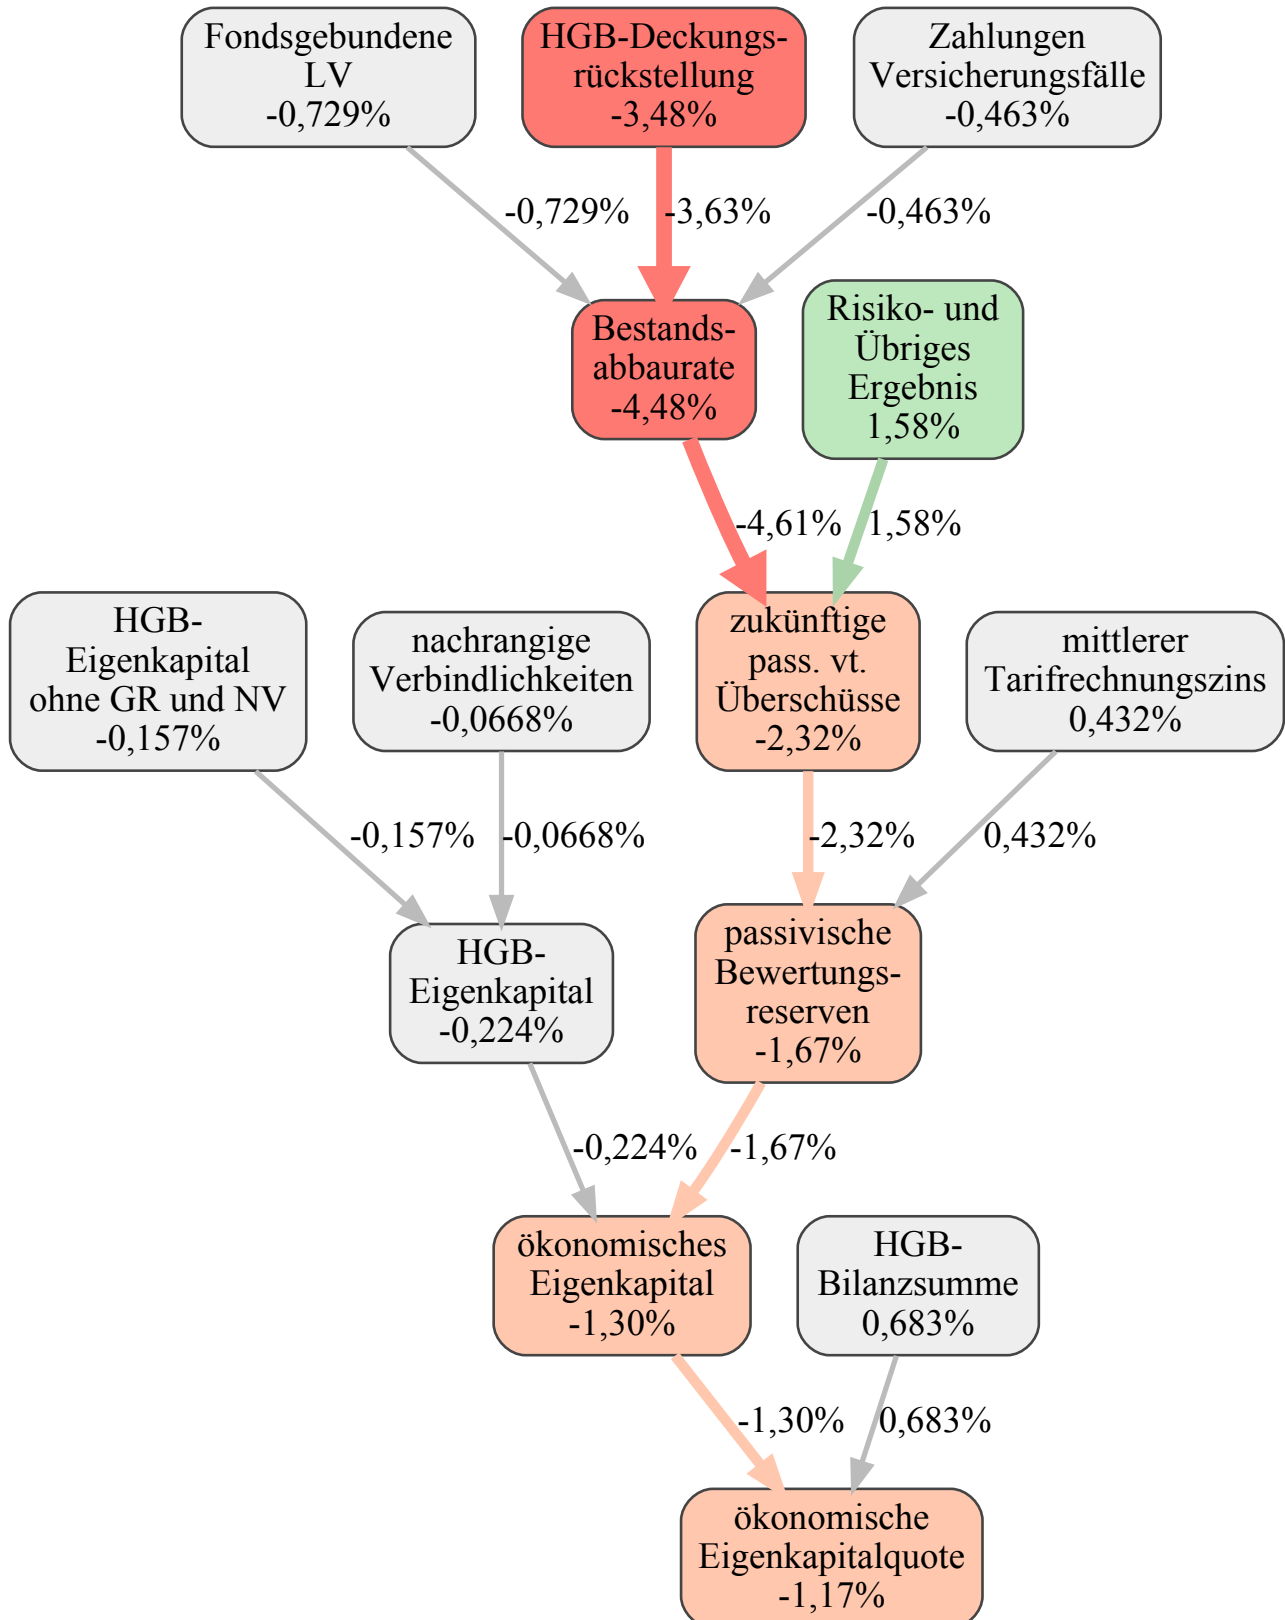 Fondsgebundene
LV
-0,729%
HGB-Deckungs-
rückstellung
-3,48%
Zahlungen
Versicherungsfälle
-0,463%
-0,729%
-3,63%
-0,463%
Bestands-
abbaurate
-4,48%
Risiko- und
Übriges
Ergebnis
1,58%
-4,61%
1,58%
HGB-
Eigenkapital
ohne GR und NV
-0,157%
nachrangige
Verbindlichkeiten
-0,0668%
zukünftige
pass. vt.
Überschüsse
-2,32%
mittlerer
Tarifrechnungszins
0,432%
-0,157%
-0,0668%
-2,32%
0,432%
HGB-
Eigenkapital
-0,224%
passivische
Bewertungs-
reserven
-1,67%
-0,224%
-1,67%
ökonomisches
Eigenkapital
-1,30%
HGB-
Bilanzsumme
0,683%
-1,30%
0,683%
ökonomische
Eigenkapitalquote
-1,17%